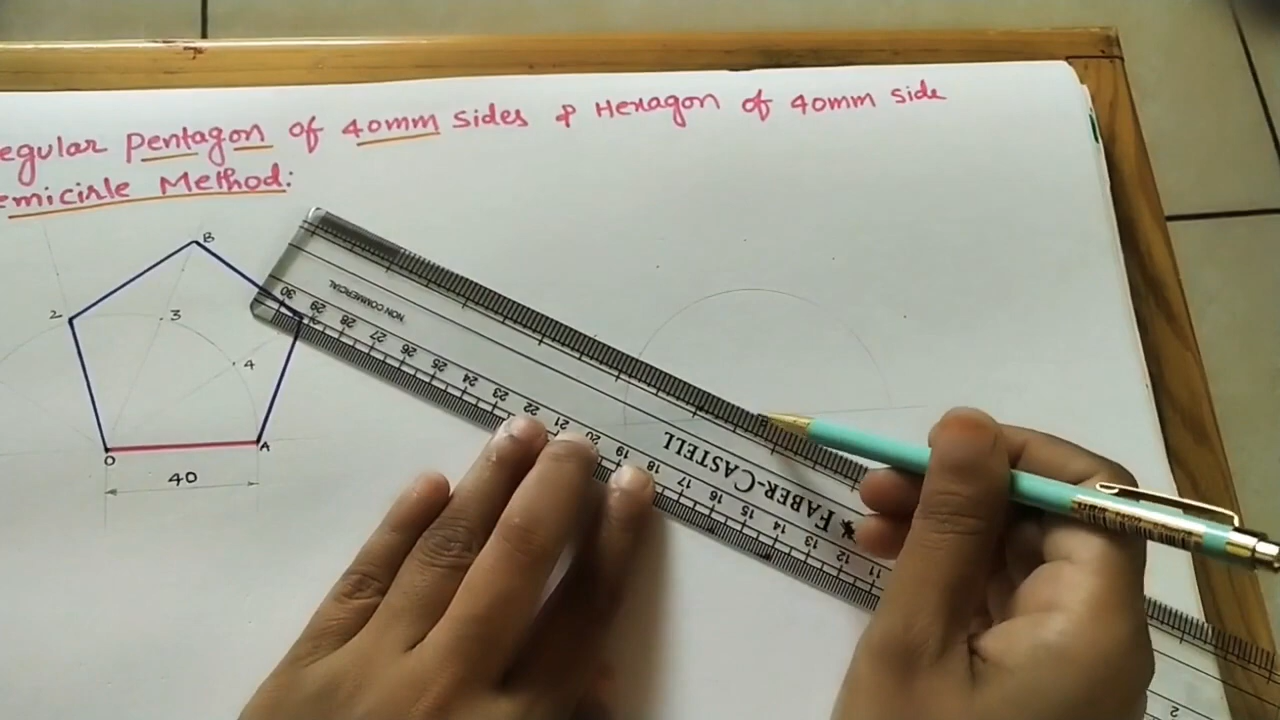 egular Pentagon of 40mm sides & Hexagon of 40mm side
emicirle Method:
B
2
3
4
O
A
40
NON COMMERCIAL
30 29 28 27 26 25 24 23 22 21 20 19 18 17 16 15 14 13 12 11
FABER-CASTELL
2